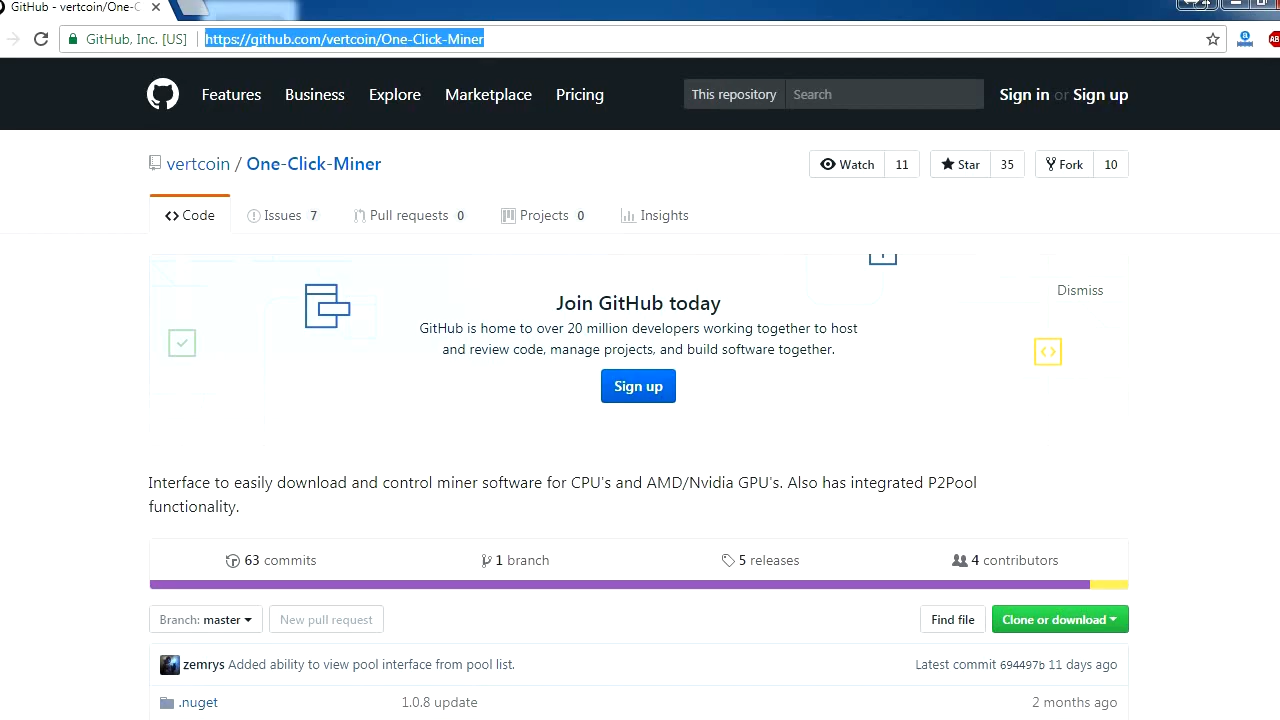 GitHub - vertcoin/One-C
GitHub, Inc. [US] https://github.com/vertcoin/One-Click-Miner
Features Business Explore Marketplace Pricing This repository Search Sign in or Sign up
vertcoin / One-Click-Miner Watch 11 Star 35 Fork 10
Code Issues 7 Pull requests 0 Projects 0 Insights
Dismiss
Join GitHub today
GitHub is home to over 20 million developers working together to host
and review code, manage projects, and build software together.
Sign up
Interface to easily download and control miner software for CPU's and AMD/Nvidia GPU's. Also has integrated P2Pool
functionality.
63 commits 1 branch 5 releases 4 contributors
Branch: master New pull request Find file Clone or download
zemrys Added ability to view pool interface from pool list. Latest commit 694497b 11 days ago
.nuget 1.0.8 update 2 months ago